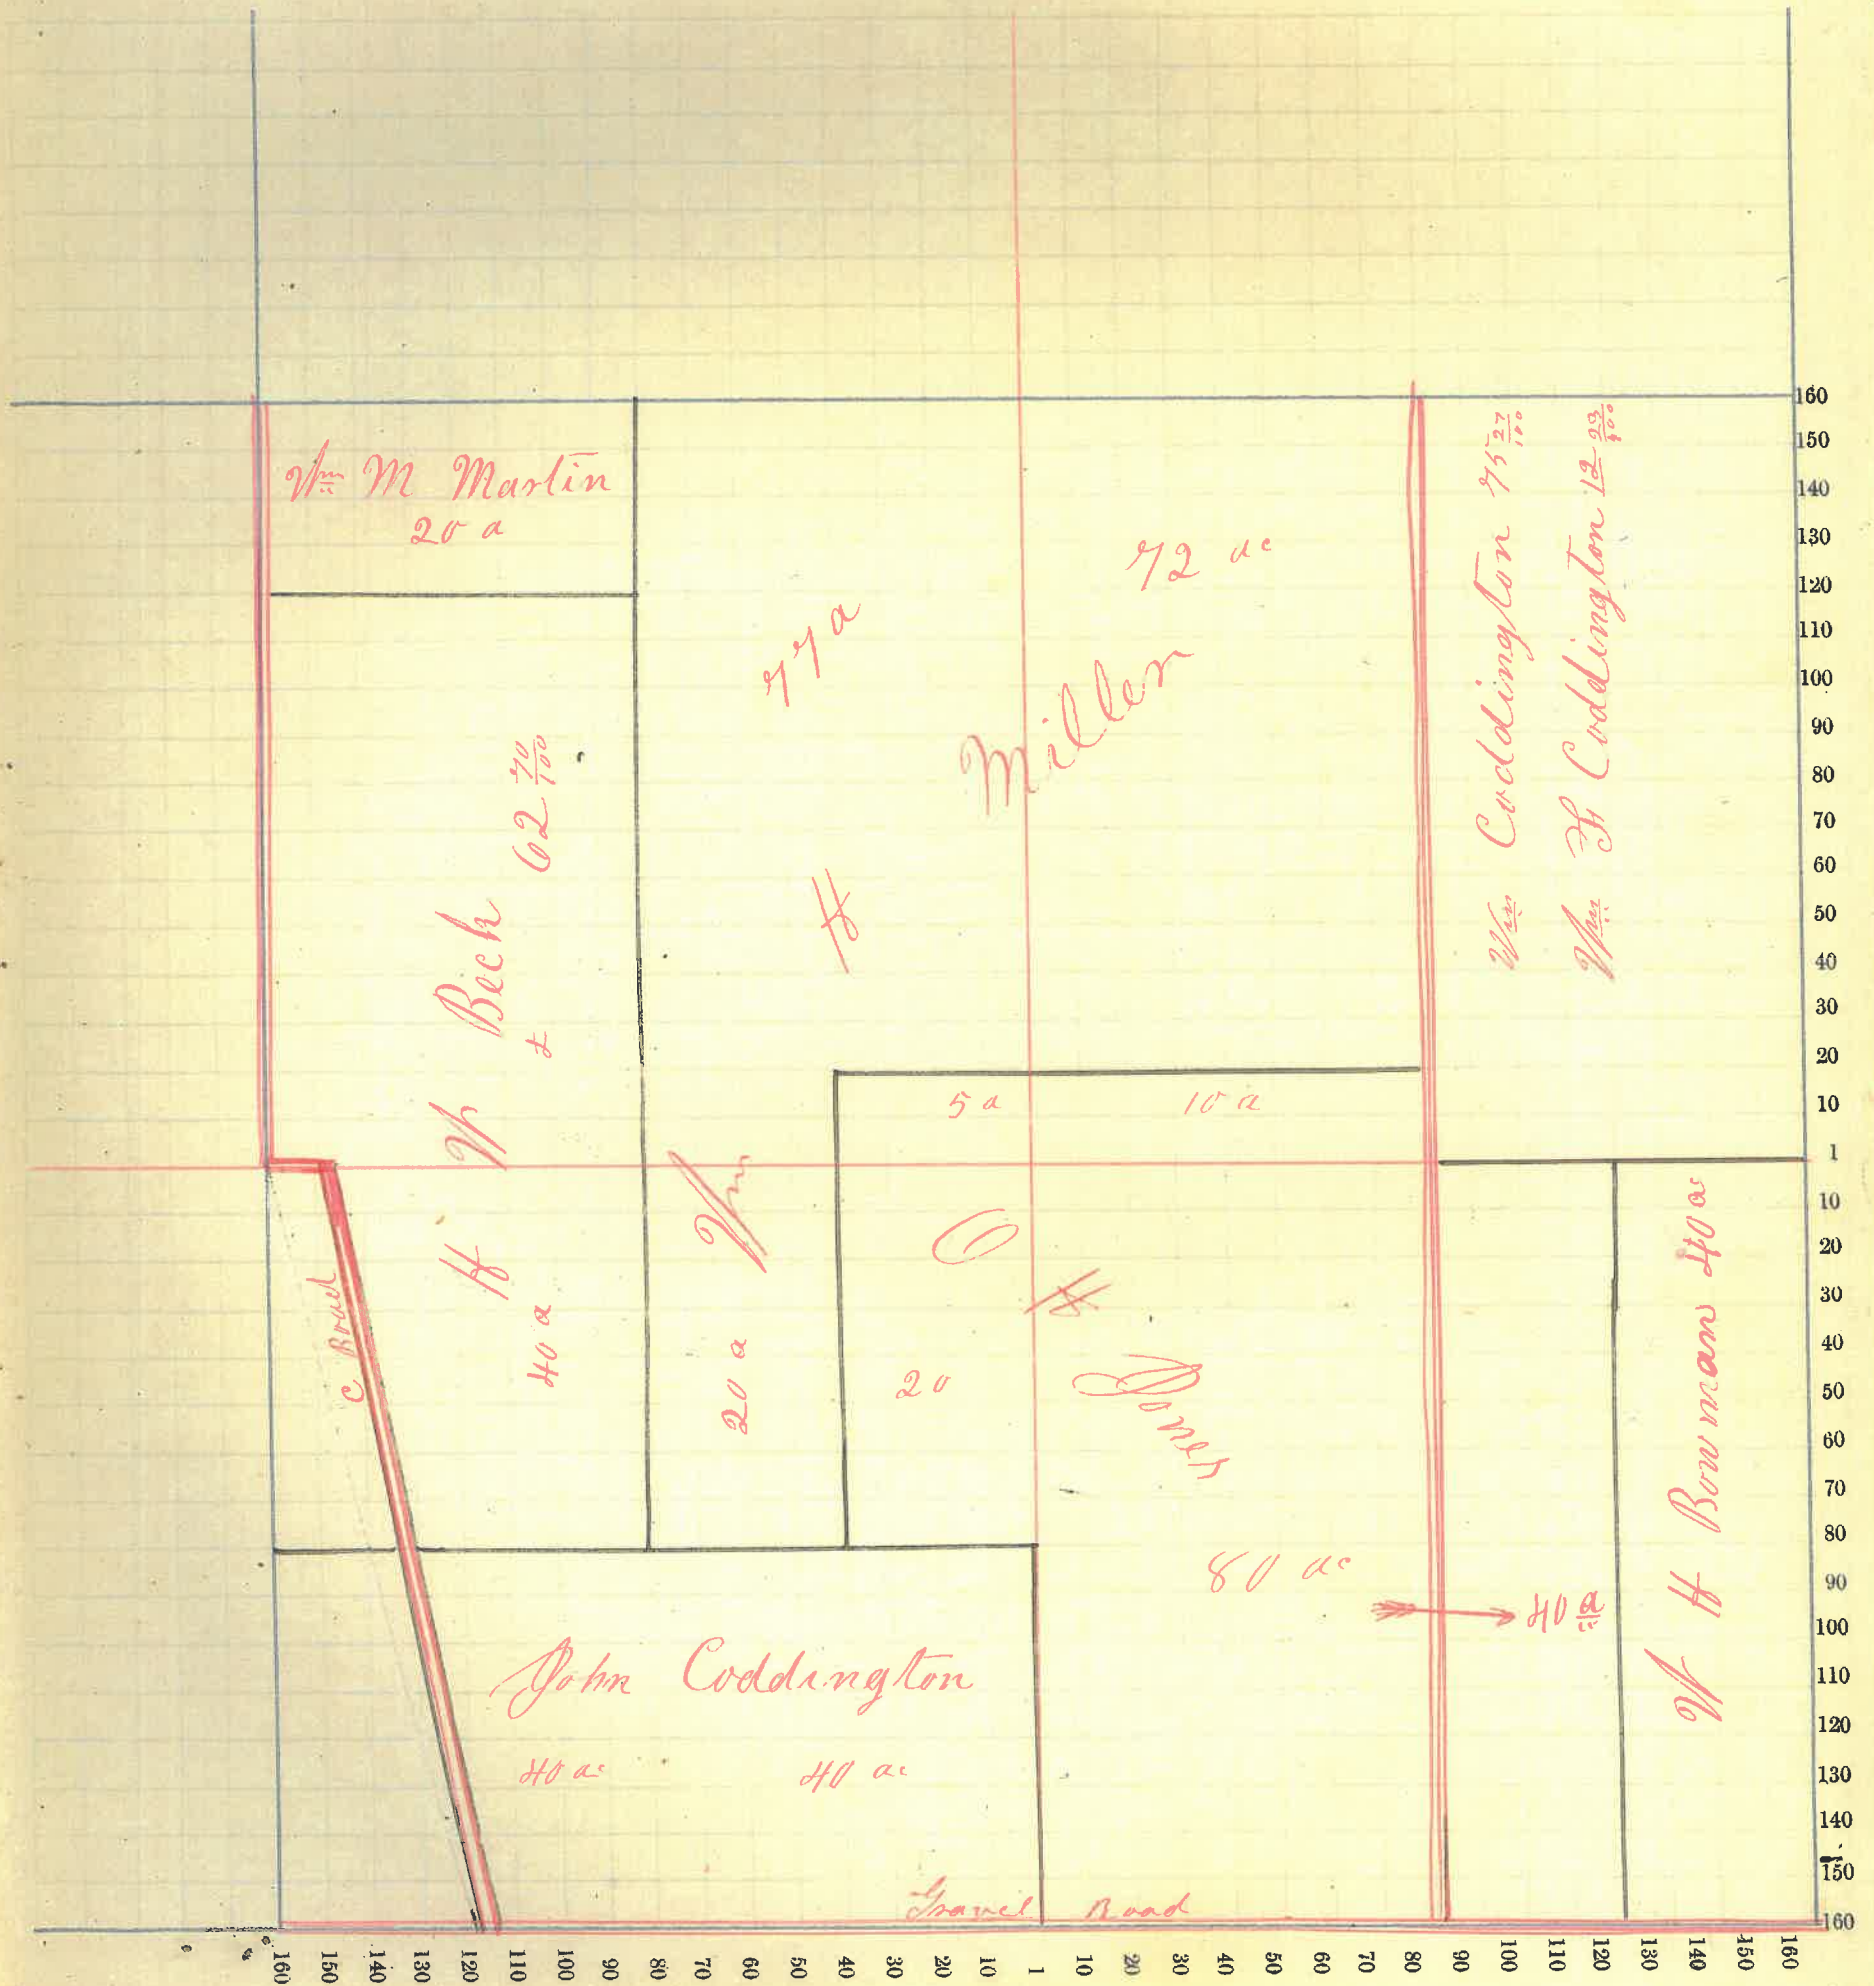 Wm M Martin
20 a
77 a
72 ac
Wm H Miller
20 a
Wm Coddington 75 27/100
Wm H Coddington 12 23/100
H W Beck 62 70/100
40 a
5 a
10 a
O H
20
80 ac
C Road
40 a
W H Bowman 40 a
John Coddington
40 ac
40 ac
Gravel Road
160
150
140
130
120
110
100
90
80
70
60
50
40
30
20
10
1
10
20
30
40
50
60
70
80
90
100
110
120
130
140
150
160
160 150 140 130 120 110 100 90 80 70 60 50 40 30 20 10 1 10 20 30 40 50 60 70 80 90 100 110 120 130 140 150 160